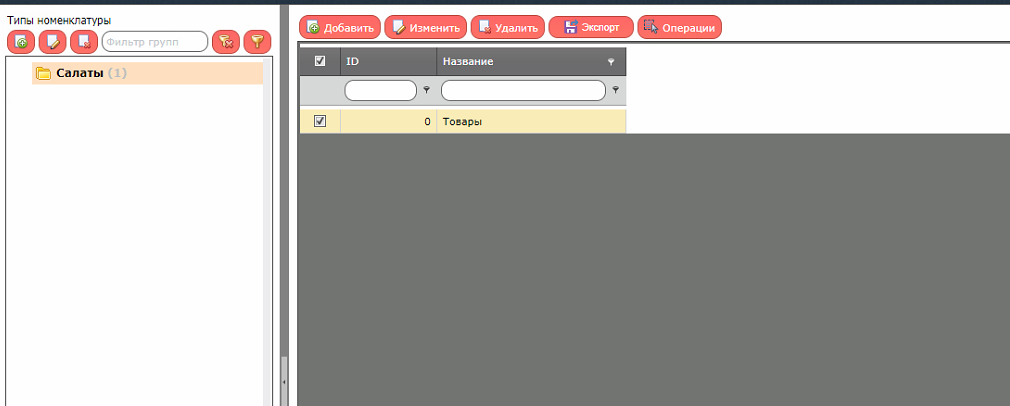 Типы номенклатуры
Фильтр групп
Салаты (1)
Добавить Изменить Удалить Экспорт Операции
ID Название
0 Товары